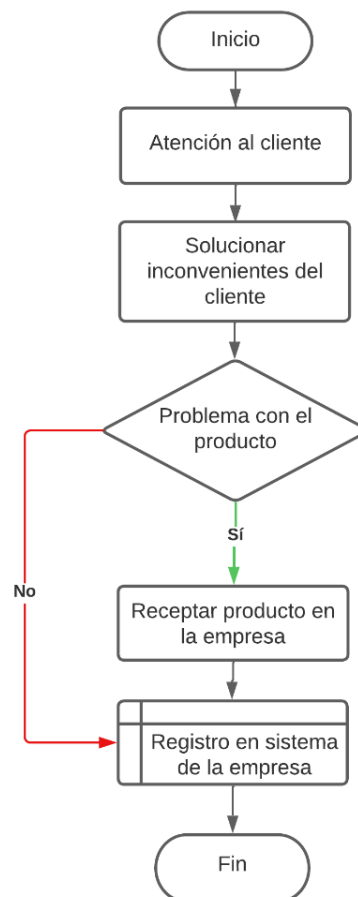 Inicio
Atención al cliente
Solucionar
inconvenientes del
cliente
Problema con el
producto
Sí
No
Receptar producto en
la empresa
Registro en sistema
de la empresa
Fin